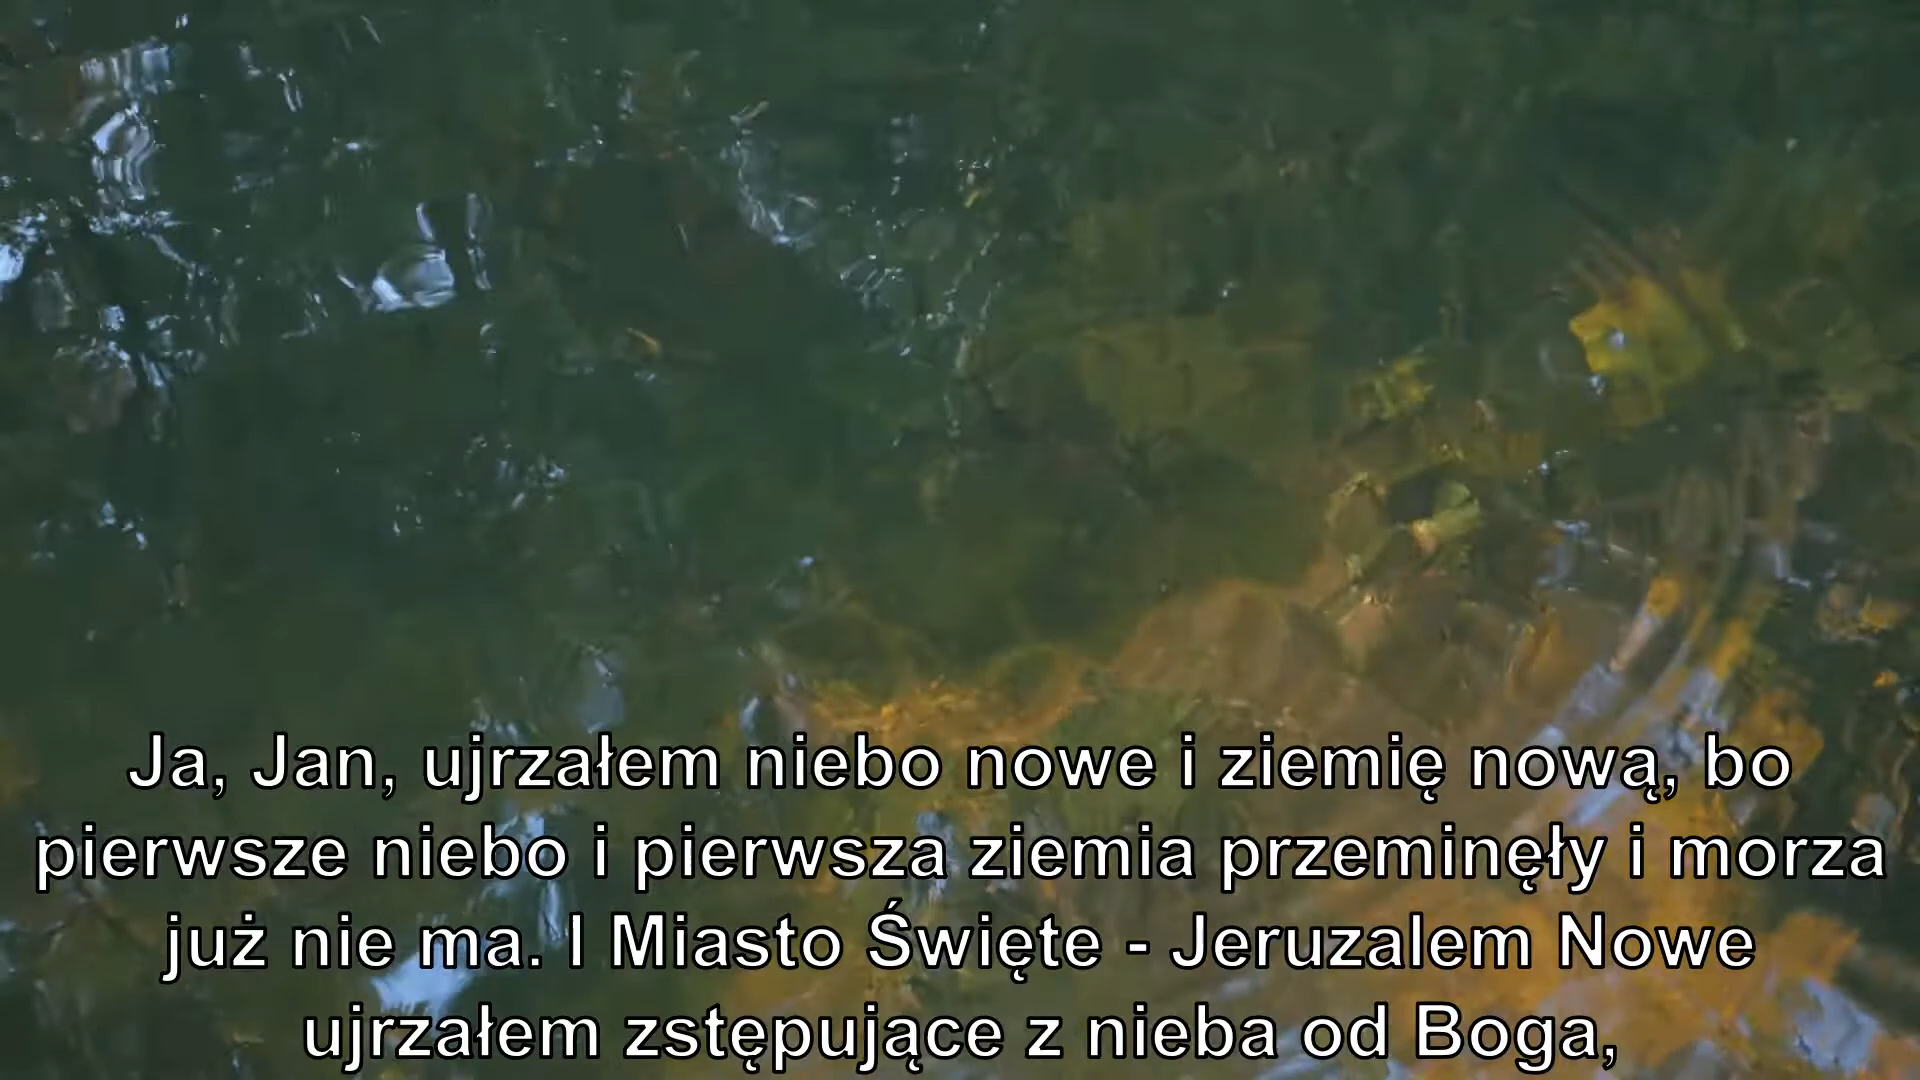 Ja, Jan, ujrzałem niebo nowe i ziemię nową, bo
pierwsze niebo i pierwsza ziemia przeminęły i morza
już nie ma. I Miasto Święte - Jeruzalem Nowe
ujrzałem zstępujące z nieba od Boga,